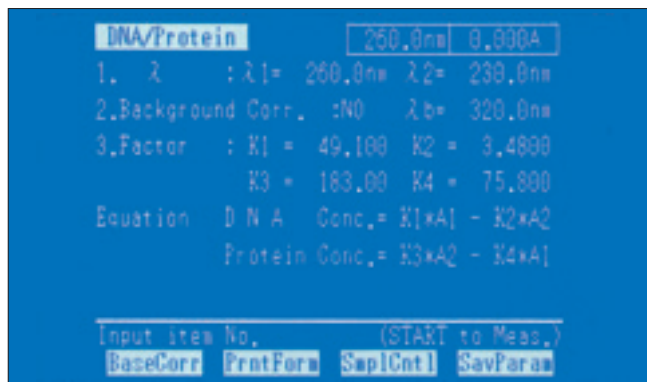 DNA/Protein 260.0nm 0.000A
1. λ : λ1= 260.0nm λ2= 230.0nm
2.Background Corr. :NO λb= 320.0nm
3.Factor : K1 = 49.100 K2 = 3.4800
K3 = 183.00 K4 = 75.800
Equation D N A Conc.= K1*A1 - K2*A2
Protein Conc.= K3*A2 - K4*A1
Input item No. (START to Meas.)
BaseCorr PrntForm SmplCntl SavParam